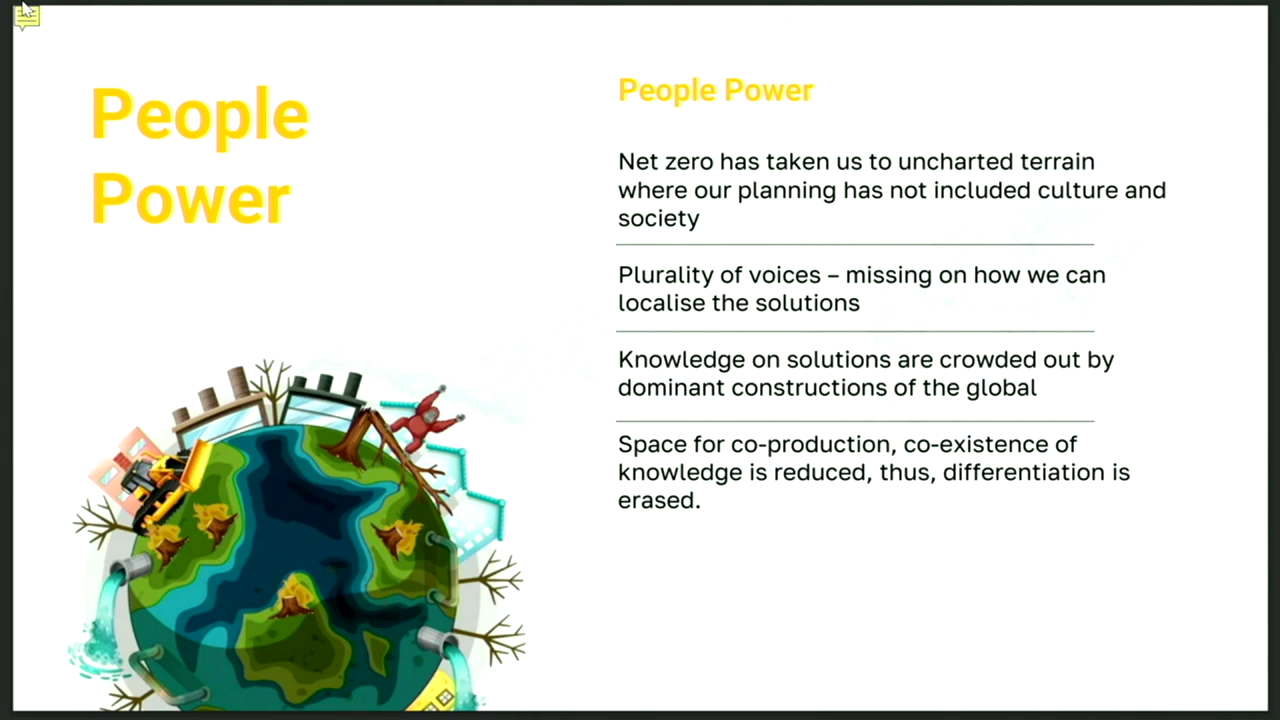 People
Power
People Power
Net zero has taken us to uncharted terrain
where our planning has not included culture and
society
Plurality of voices – missing on how we can
localise the solutions
Knowledge on solutions are crowded out by
dominant constructions of the global
Space for co-production, co-existence of
knowledge is reduced, thus, differentiation is
erased.